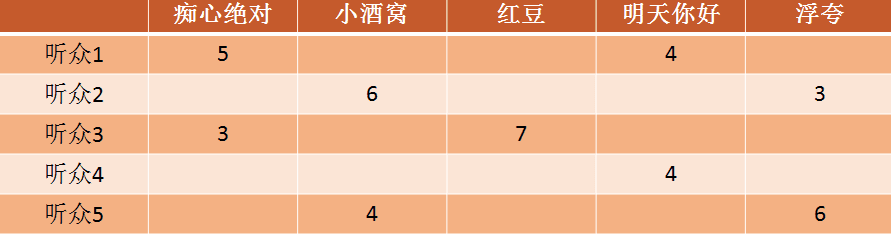 痴心绝对 小酒窝 红豆 明天你好 浮夸
听众1 5 4
听众2 6 3
听众3 3 7
听众4 4
听众5 4 6